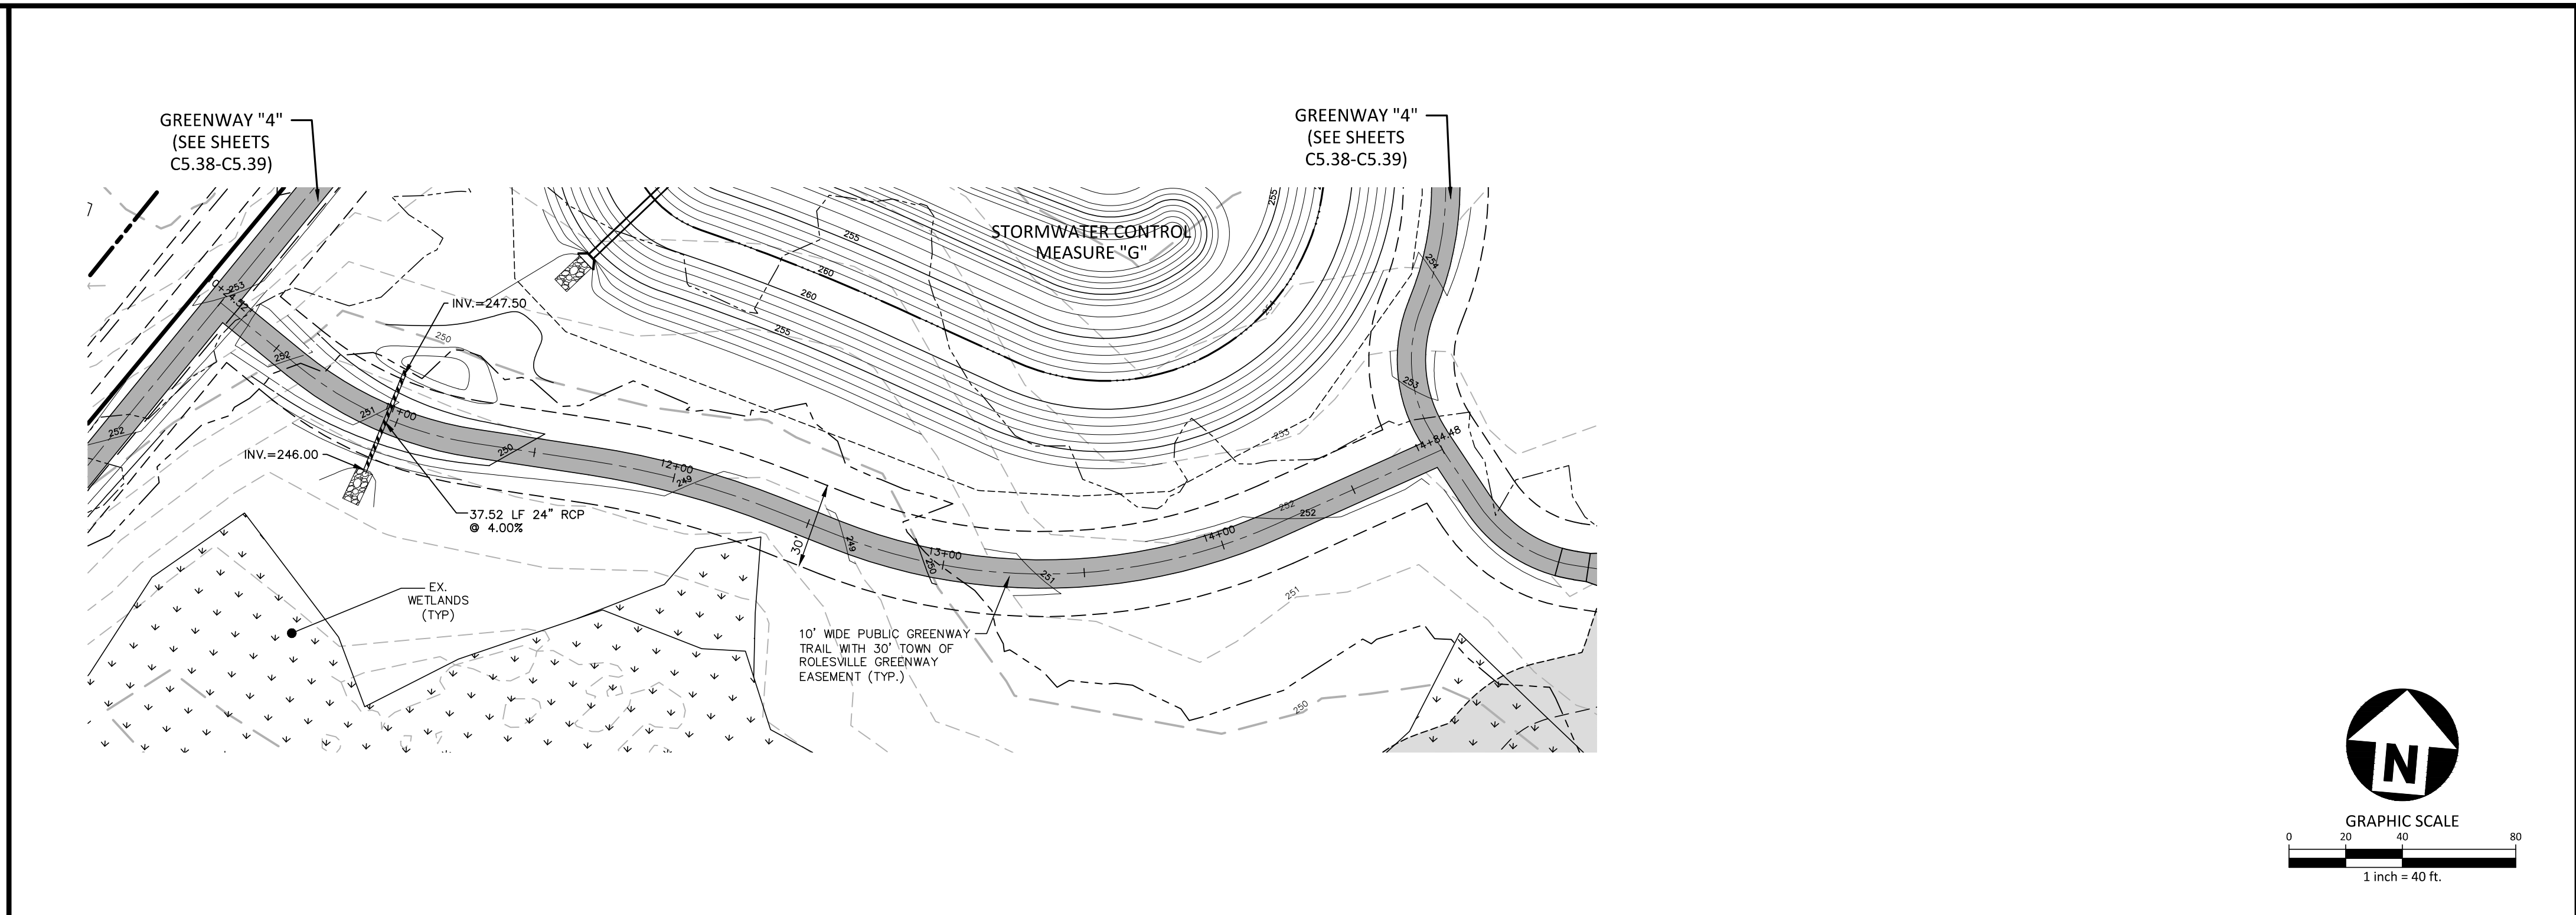 GREENWAY "4"
(SEE SHEETS
C5.38-C5.39)
GREENWAY "4"
(SEE SHEETS
C5.38-C5.39)
STORMWATER CONTROL
MEASURE "G"
255
255
260
260
255
254
254
253
INV.=247.50
250
252
253
251
252
253
INV.=246.00
250
12+00
249
14+84.48
37.52 LF 24" RCP
@ 4.00%
30'
249
13+00
250
14+00
252
252
251
251
EX.
WETLANDS
(TYP)
10' WIDE PUBLIC GREENWAY
TRAIL WITH 30' TOWN OF
ROLESVILLE GREENWAY
EASEMENT (TYP.)
250
N
GRAPHIC SCALE
0 20 40 80
1 inch = 40 ft.